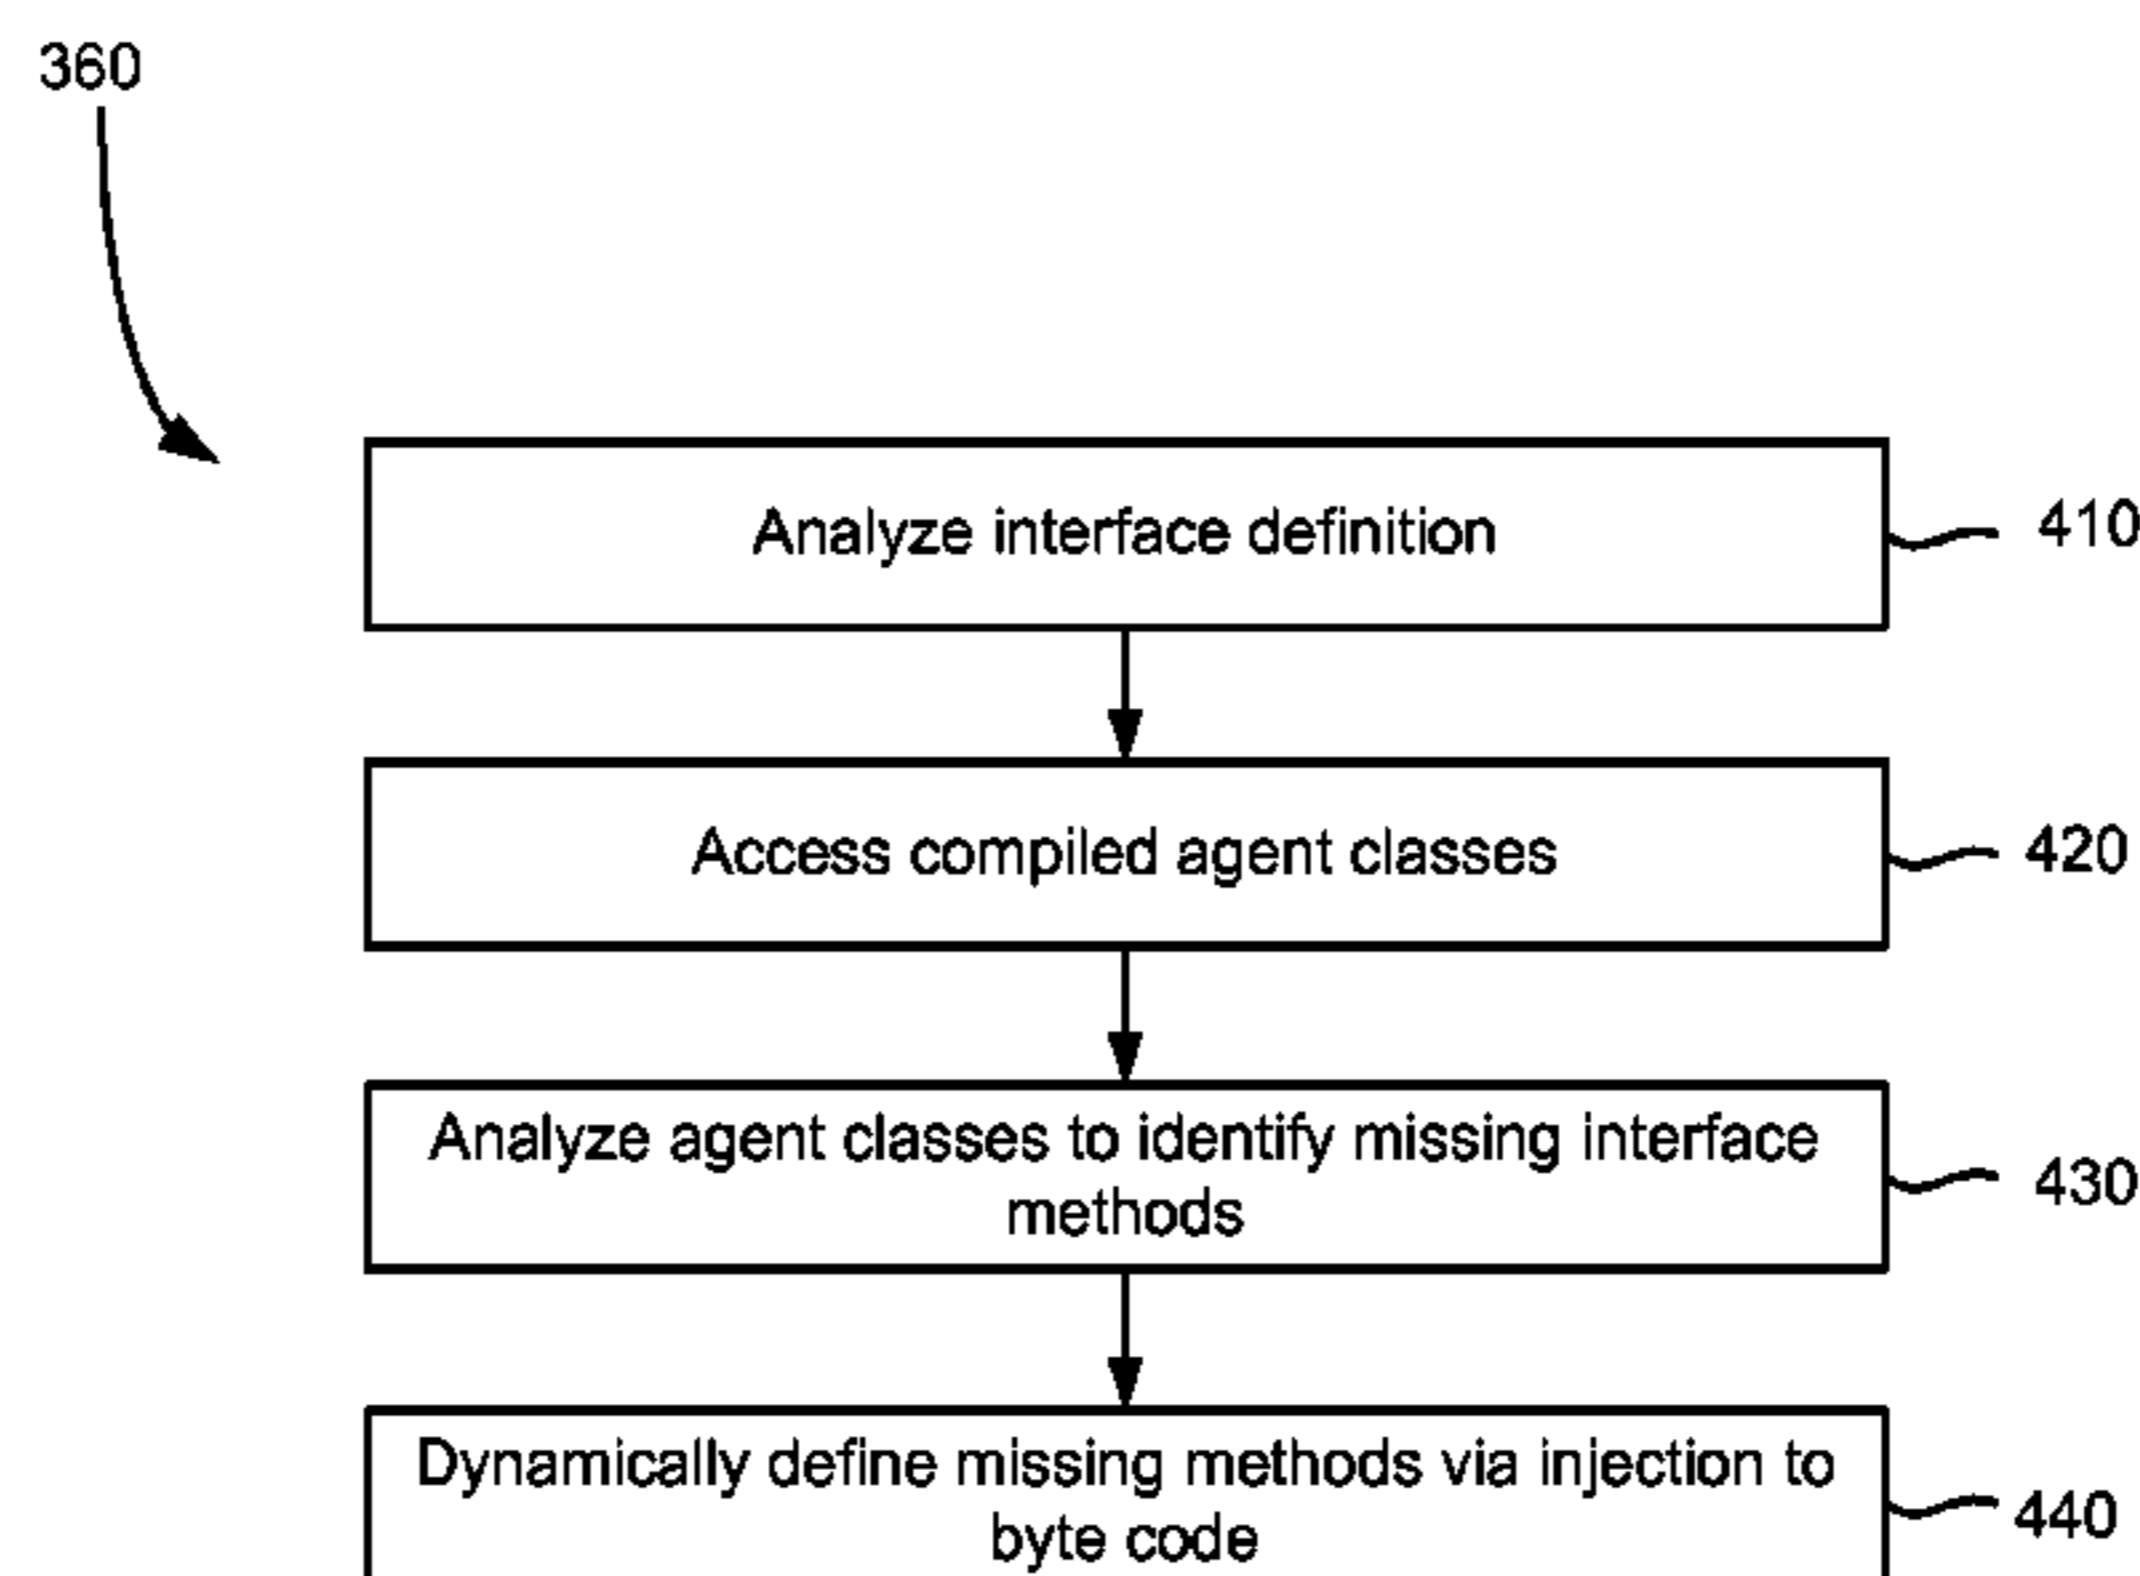 360
Analyze interface definition
410
Access compiled agent classes
420
Analyze agent classes to identify missing interface
methods
430
Dynamically define missing methods via injection to
byte code
440